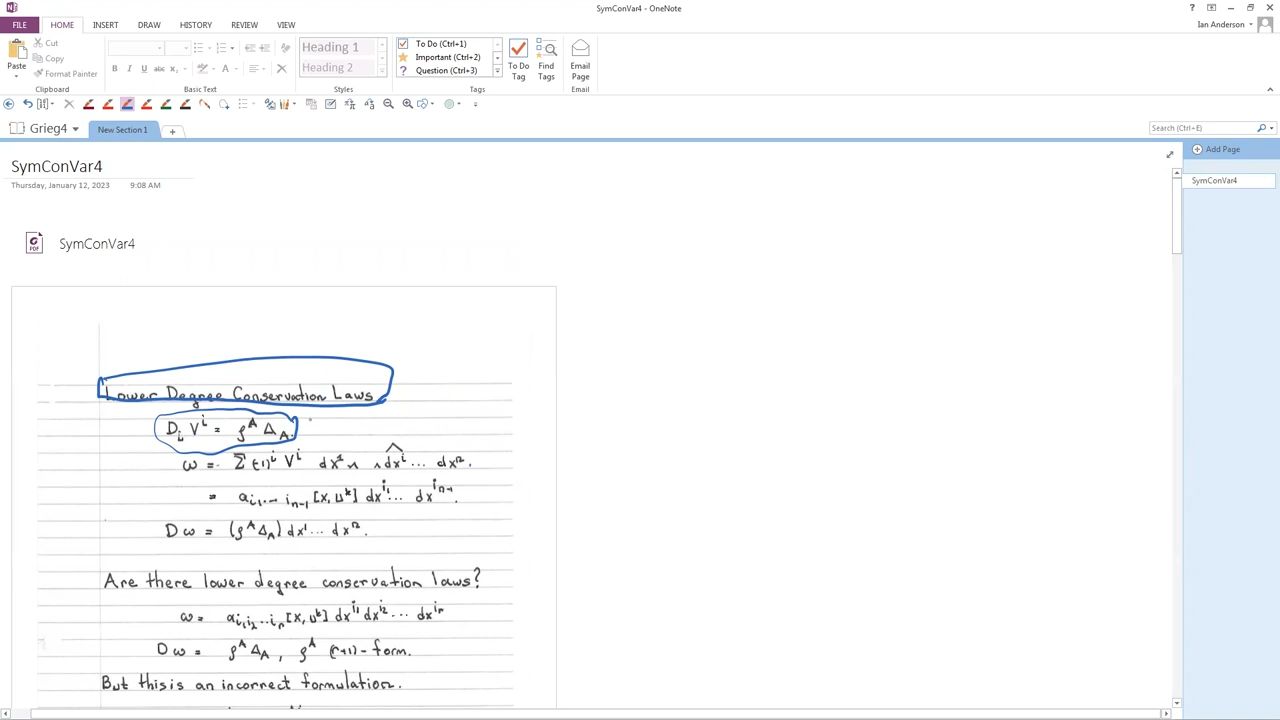 SymConVar4 - OneNote
FILE HOME INSERT DRAW HISTORY REVIEW VIEW
Ian Anderson
Paste
Cut
Copy
Format Painter
Clipboard
B I U abc x₂ A
Basic Text
Heading 1
Heading 2
Styles
To Do (Ctrl+1)
Important (Ctrl+2)
Question (Ctrl+3)
Tags
To Do Tag
Find Tags
Email Page
Email
Grieg4 New Section 1
Search (Ctrl+E)
Add Page
SymConVar4
SymConVar4
Thursday, January 12, 2023 9:08 AM
PDF
SymConVar4
Lower Degree Conservation Laws
D_i V^i = ρ^A Δ_A.
ω = Σ (-1)^i V^i dx^1 ∧ ∧ \widehat{dx^i} ... dx^n.
= a_{i_1 ... i_{n-1}} [x, u^k] dx^{i_1} ... dx^{i_{n-1}}.
Dω = (ρ^A Δ_A) dx^1 ... dx^n.
Are there lower degree conservation laws?
ω = a_{i_1 i_2 ... i_r} [x, u^k] dx^{i_1} dx^{i_2} ... dx^{i_r}
Dω = ρ^A Δ_A, ρ^A (r+1)-form.
But this is an incorrect formulation.